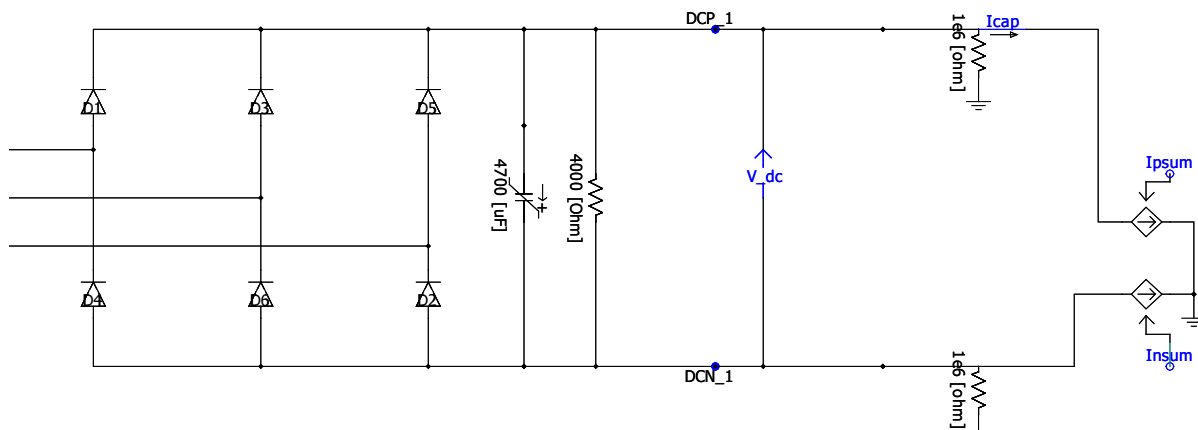 DCP_1
1e6 [ohm]
Icap
D1
D3
D5
4700 [uF]
+
4000 [Ohm]
V_dc
Ipsum
D4
D6
D2
DCN_1
1e6 [ohm]
Insum